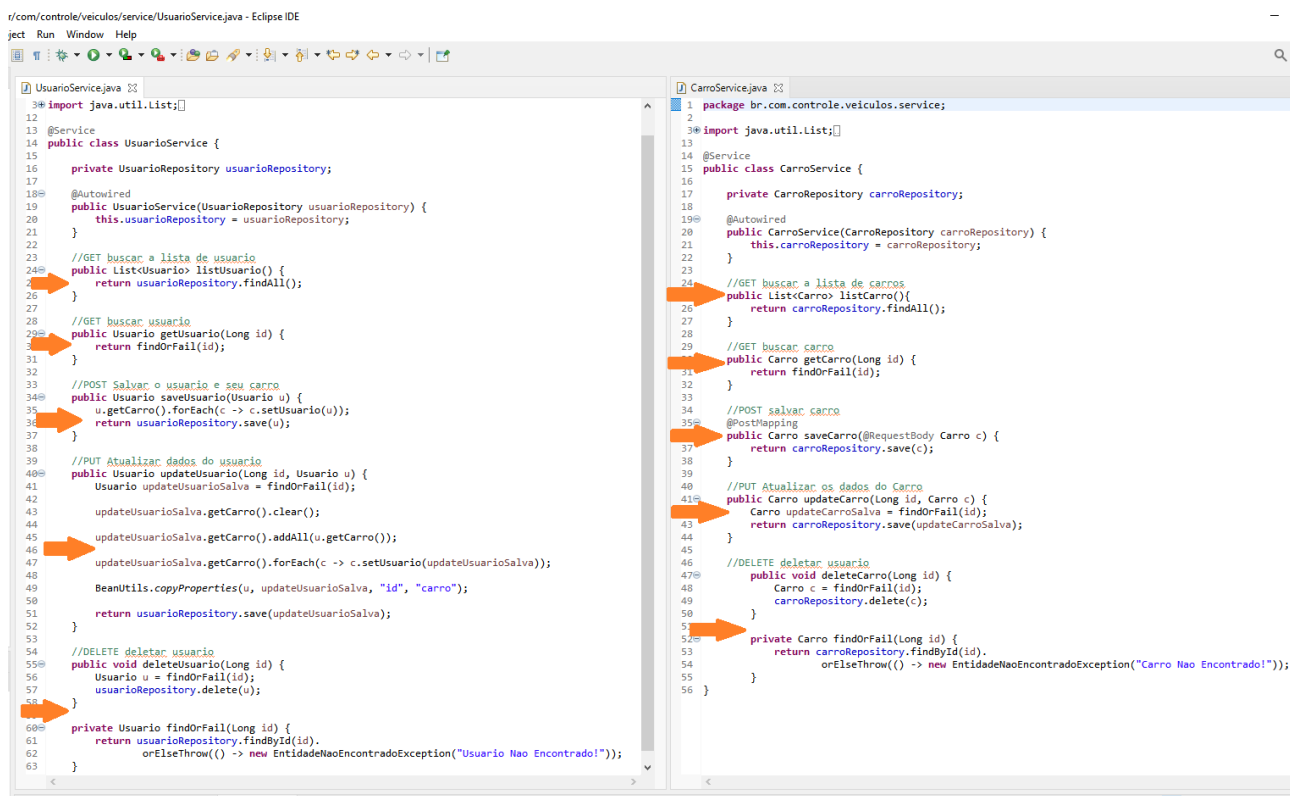 r/com/controle/veiculos/service/UsuarioService.java - Eclipse IDE
ject Run Window Help
UsuarioService.java
3 import java.util.List;
12
13 @Service
14 public class UsuarioService {
15
16 private UsuarioRepository usuarioRepository;
17
18 @Autowired
19 public UsuarioService(UsuarioRepository usuarioRepository) {
20 this.usuarioRepository = usuarioRepository;
21 }
22
23 //GET buscar a lista de usuario
24 public List<Usuario> listUsuario() {
return usuarioRepository.findAll();
26 }
27
28 //GET buscar usuario
29 public Usuario getUsuario(Long id) {
return findOrFail(id);
31 }
32
33 //POST Salvar o usuario e seu carro
34 public Usuario saveUsuario(Usuario u) {
35 u.getCarro().forEach(c -> c.setUsuario(u));
36 return usuarioRepository.save(u);
37 }
38
39 //PUT Atualizar dados do usuario
40 public Usuario updateUsuario(Long id, Usuario u) {
41 Usuario updateUsuarioSalva = findOrFail(id);
42
43 updateUsuarioSalva.getCarro().clear();
44
45 updateUsuarioSalva.getCarro().addAll(u.getCarro());
46
47 updateUsuarioSalva.getCarro().forEach(c -> c.setUsuario(updateUsuarioSalva));
48
49 BeanUtils.copyProperties(u, updateUsuarioSalva, "id", "carro");
50
51 return usuarioRepository.save(updateUsuarioSalva);
52 }
53
54 //DELETE deletar usuario
55 public void deleteUsuario(Long id) {
56 Usuario u = findOrFail(id);
57 usuarioRepository.delete(u);
58 }
60 private Usuario findOrFail(Long id) {
61 return usuarioRepository.findById(id).
62 orElseThrow(() -> new EntidadeNaoEncontradoException("Usuario Nao Encontrado!"));
63 }
CarroService.java
1 package br.com.controle.veiculos.service;
2
3 import java.util.List;
13
14 @Service
15 public class CarroService {
16
17 private CarroRepository carroRepository;
18
19 @Autowired
20 public CarroService(CarroRepository carroRepository) {
21 this.carroRepository = carroRepository;
22 }
23
24 //GET buscar a lista de carros
public List<Carro> listCarro(){
26 return carroRepository.findAll();
27 }
28
29 //GET buscar carro
public Carro getCarro(Long id) {
31 return findOrFail(id);
32 }
33
34 //POST salvar carro
35 @PostMapping
public Carro saveCarro(@RequestBody Carro c) {
37 return carroRepository.save(c);
38 }
39
40 //PUT Atualizar os dados do Carro
41 public Carro updateCarro(Long id, Carro c) {
Carro updateCarroSalva = findOrFail(id);
43 return carroRepository.save(updateCarroSalva);
44 }
45
46 //DELETE deletar usuario
47 public void deleteCarro(Long id) {
48 Carro c = findOrFail(id);
49 carroRepository.delete(c);
50 }
51
52 private Carro findOrFail(Long id) {
53 return carroRepository.findById(id).
54 orElseThrow(() -> new EntidadeNaoEncontradoException("Carro Nao Encontrado!"));
55 }
56 }